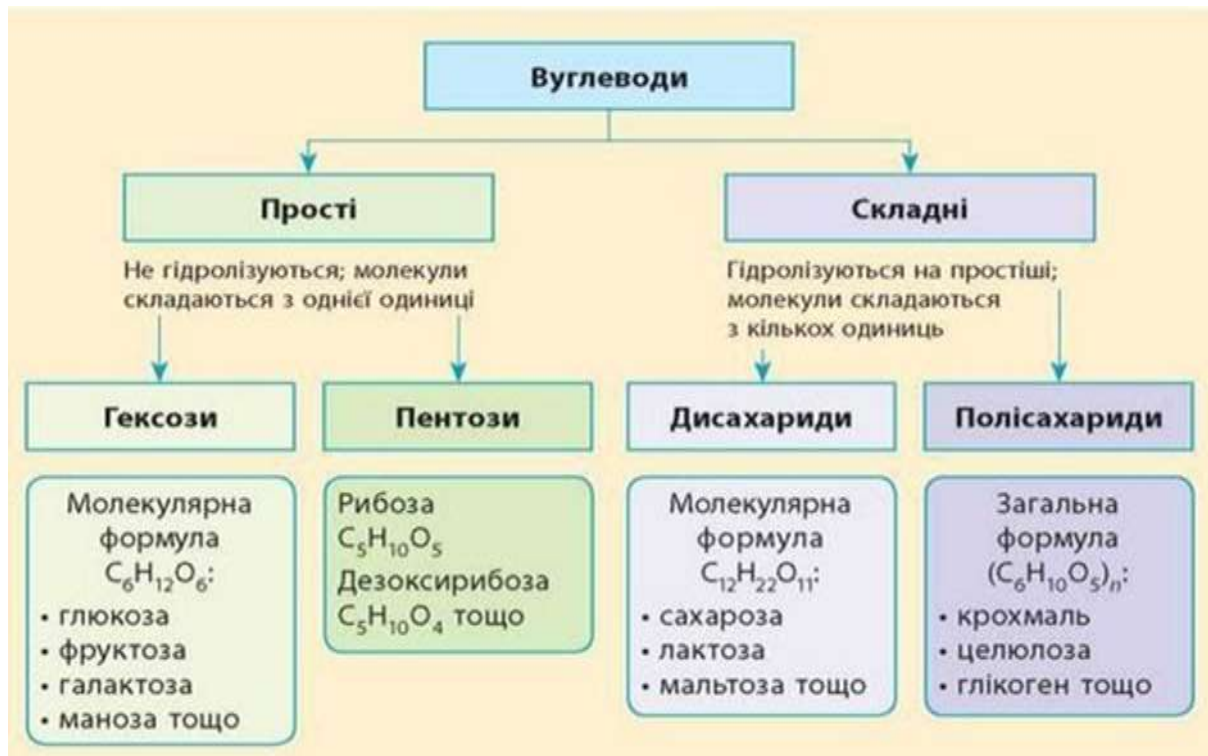 Вуглеводи
Прості
Складні
Не гідролізуються; молекули
складаються з однієї одиниці
Гідролізуються на простіші;
молекули складаються
з кількох одиниць
Гексози
Пентози
Дисахариди
Полісахариди
Молекулярна
формула
C₆H₁₂O₆:
• глюкоза
• фруктоза
• галактоза
• маноза тощо
Рибоза
C₅H₁₀O₅
Дезоксирибоза
C₅H₁₀O₄ тощо
Молекулярна
формула
C₁₂H₂₂O₁₁:
• сахароза
• лактоза
• мальтоза тощо
Загальна
формула
(C₆H₁₀O₅)ₙ:
• крохмаль
• целюлоза
• глікоген тощо